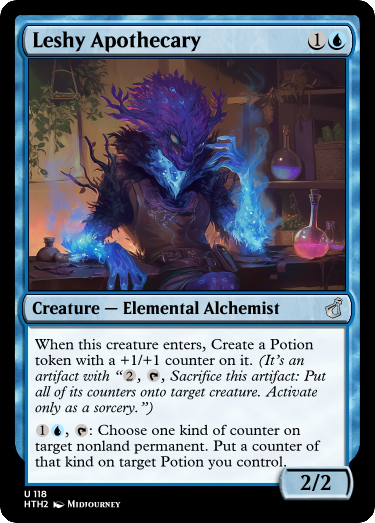 Leshy Apothecary 1
Creature — Elemental Alchemist
When this creature enters, Create a Potion
token with a +1/+1 counter on it. (It's an
artifact with “2, , Sacrifice this artifact: Put
all of its counters onto target creature. Activate
only as a sorcery.”)
1 , : Choose one kind of counter on
target nonland permanent. Put a counter of
that kind on target Potion you control.
2/2
U 118
HTH2 Midjourney